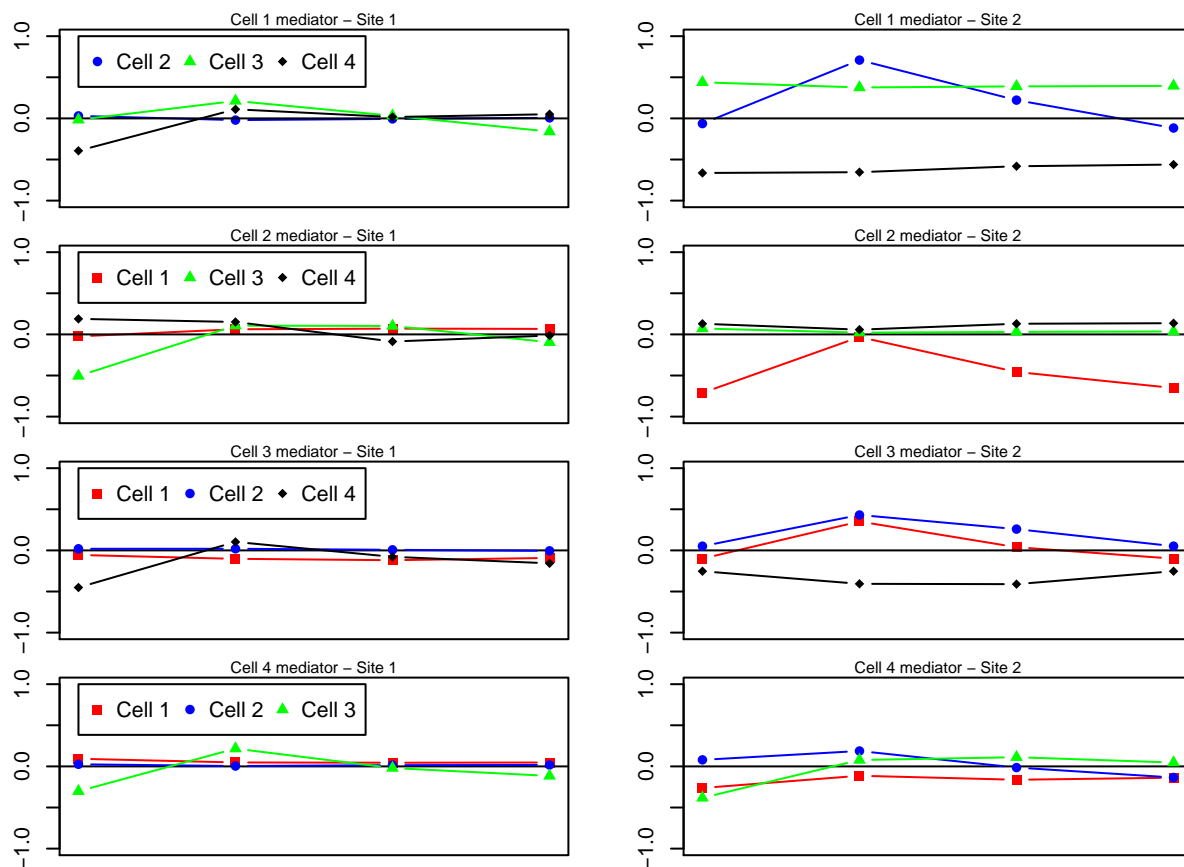 Cell 1 mediator − Site 1
1.0
0.0
−1.0
Cell 2 Cell 3 Cell 4
Cell 1 mediator − Site 2
1.0
0.0
−1.0
Cell 2 mediator − Site 1
1.0
0.0
−1.0
Cell 1 Cell 3 Cell 4
Cell 2 mediator − Site 2
1.0
0.0
−1.0
Cell 3 mediator − Site 1
1.0
0.0
−1.0
Cell 1 Cell 2 Cell 4
Cell 3 mediator − Site 2
1.0
0.0
−1.0
Cell 4 mediator − Site 1
1.0
0.0
−1.0
Cell 1 Cell 2 Cell 3
Cell 4 mediator − Site 2
1.0
0.0
−1.0